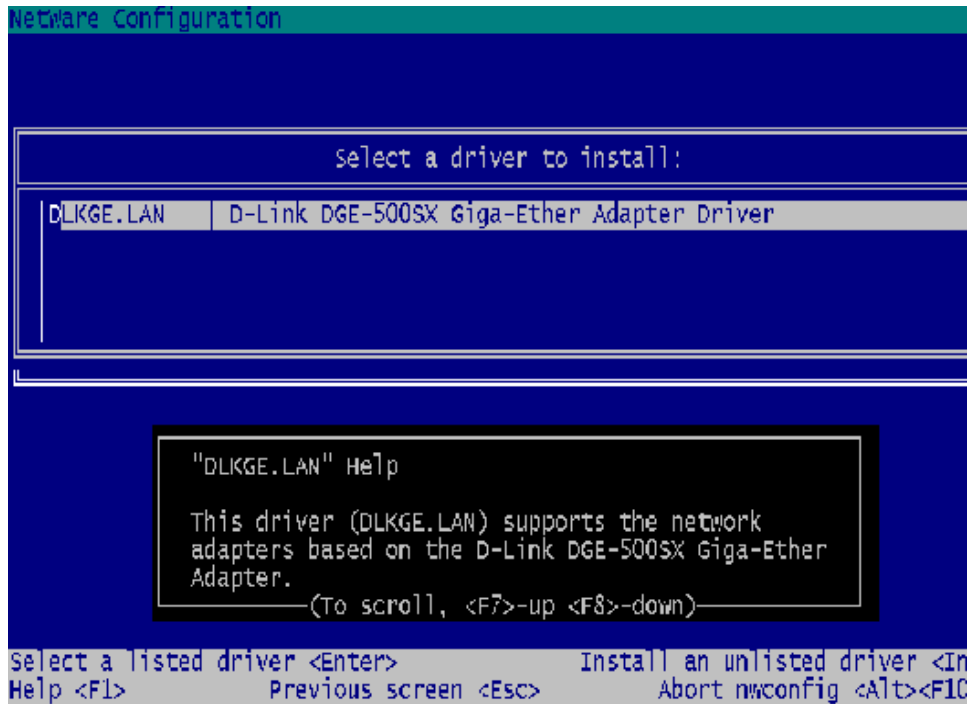 NetWare Configuration
Select a driver to install:
DLKGE.LAN | D-Link DGE-500SX Giga-Ether Adapter Driver
"DLKGE.LAN" Help
This driver (DLKGE.LAN) supports the network
adapters based on the D-Link DGE-500SX Giga-Ether
Adapter.
(To scroll, <F7>-up <F8>-down)
Select a listed driver <Enter> Install an unlisted driver <In
Help <F1> Previous screen <Esc> Abort nwconfig <Alt><F10